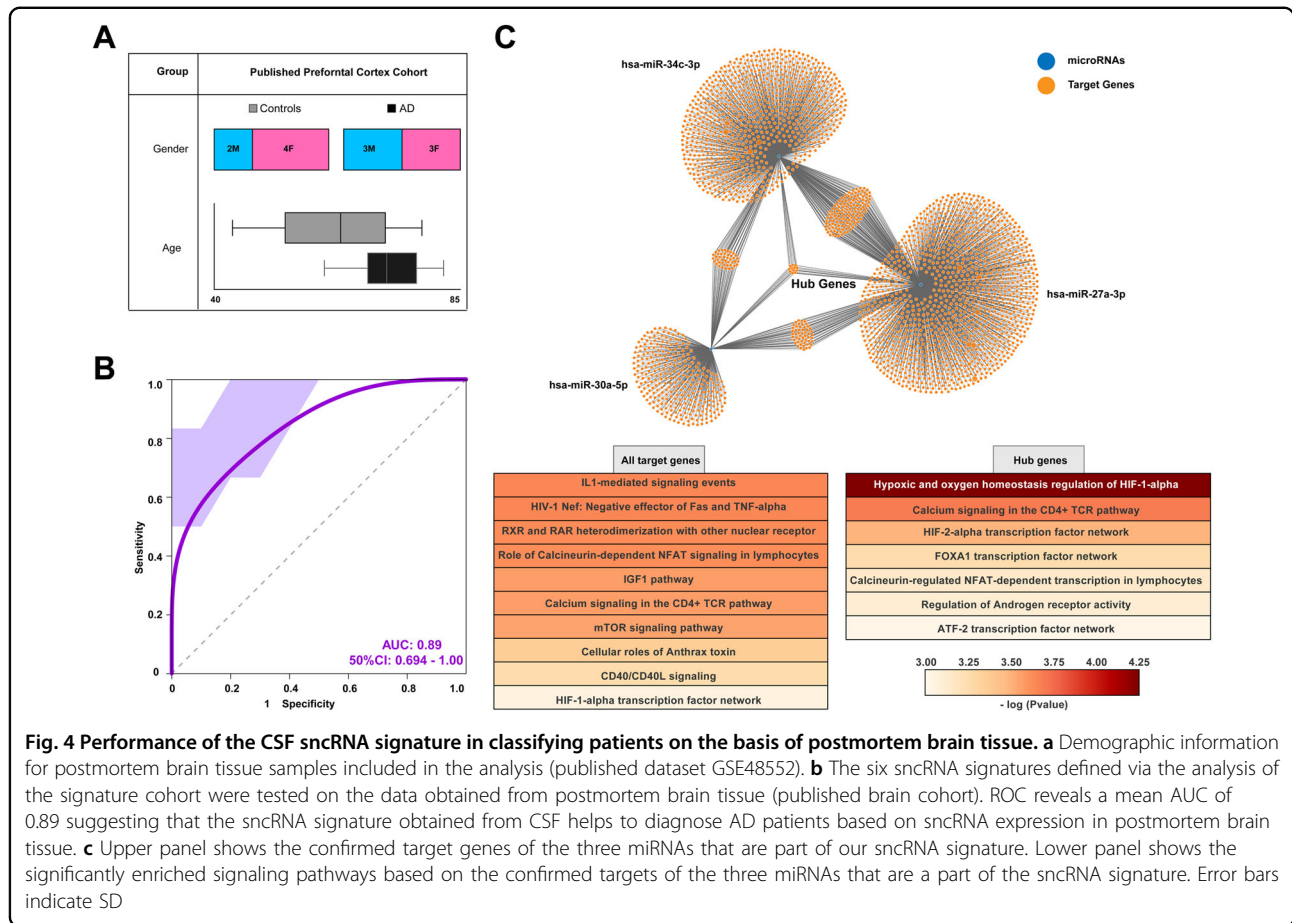 A
Group
Published Preforntal Cortex Cohort
Controls
AD
Gender
2M
4F
3M
3F
Age
40
85
B
1.0
0.8
0.6
0.4
0.2
0
Sensitivity
AUC: 0.89
50%CI: 0.694 - 1.00
0
0.2
0.4
0.6
0.8
1.0
1 Specificity
C
hsa-miR-34c-3p
microRNAs
Target Genes
Hub Genes
hsa-miR-27a-3p
hsa-miR-30a-5p
All target genes
IL1-mediated signaling events
HIV-1 Nef: Negative effector of Fas and TNF-alpha
RXR and RAR heterodimerization with other nuclear receptor
Role of Calcineurin-dependent NFAT signaling in lymphocytes
IGF1 pathway
Calcium signaling in the CD4+ TCR pathway
mTOR signaling pathway
Cellular roles of Anthrax toxin
CD40/CD40L signaling
HIF-1-alpha transcription factor network
Hub genes
Hypoxic and oxygen homeostasis regulation of HIF-1-alpha
Calcium signaling in the CD4+ TCR pathway
HIF-2-alpha transcription factor network
FOXA1 transcription factor network
Calcineurin-regulated NFAT-dependent transcription in lymphocytes
Regulation of Androgen receptor activity
ATF-2 transcription factor network
3.00 3.25 3.50 3.75 4.00 4.25
- log (Pvalue)
Fig. 4 Performance of the CSF sncRNA signature in classifying patients on the basis of postmortem brain tissue. a Demographic information
for postmortem brain tissue samples included in the analysis (published dataset GSE48552). b The six sncRNA signatures defined via the analysis of
the signature cohort were tested on the data obtained from postmortem brain tissue (published brain cohort). ROC reveals a mean AUC of
0.89 suggesting that the sncRNA signature obtained from CSF helps to diagnose AD patients based on sncRNA expression in postmortem brain
tissue. c Upper panel shows the confirmed target genes of the three miRNAs that are part of our sncRNA signature. Lower panel shows the
significantly enriched signaling pathways based on the confirmed targets of the three miRNAs that are a part of the sncRNA signature. Error bars
indicate SD